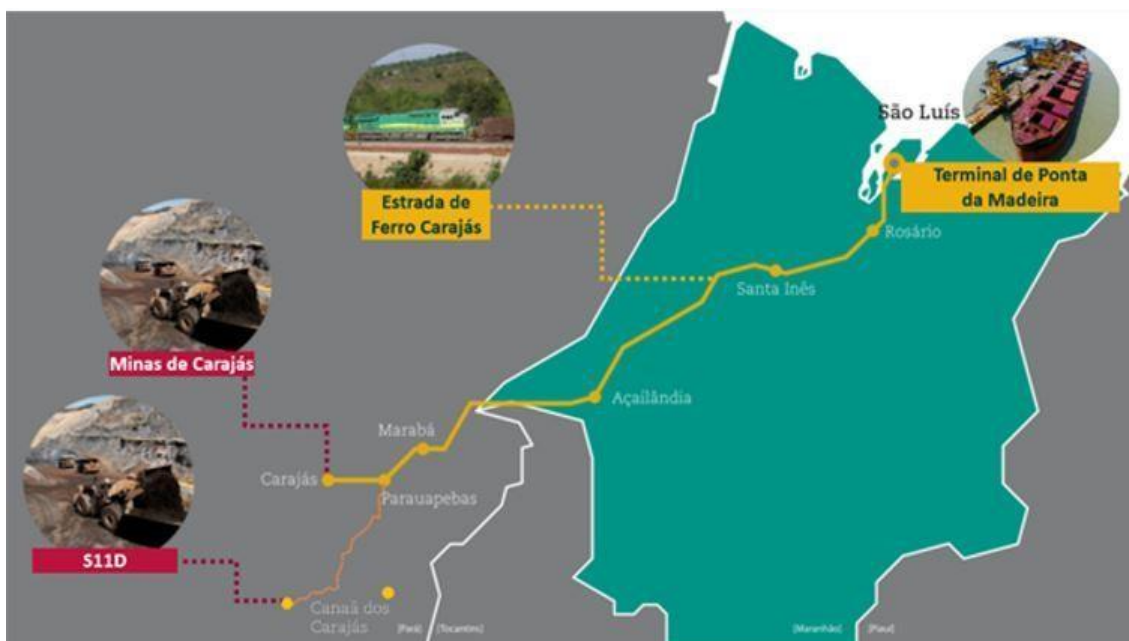 São Luís
Terminal de Ponta
da Madeira
Estrada de
Ferro Carajás
Rosário
Santa Inês
Minas de Carajás
Açailândia
Marabá
Carajás
Parauapebas
S11D
Canaã dos
Carajás
[Pará]
[Tocantins]
[Maranhão]
[Piauí]